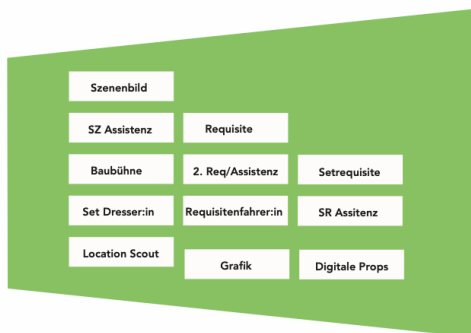 Szenenbild
SZ Assistenz
Requisite
Baubühne
2. Req/Assistenz
Setrequisite
Set Dresser:in
Requisitenfahrer:in
SR Assitenz
Location Scout
Grafik
Digitale Props